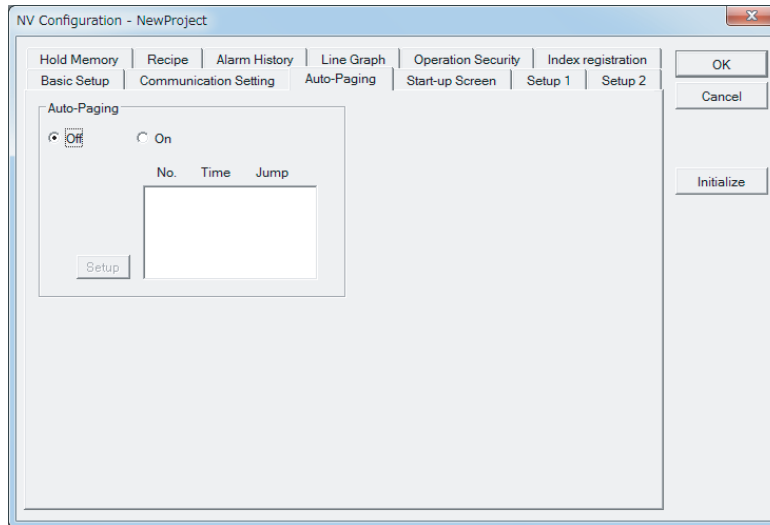 NV Configuration - NewProject
Hold Memory Recipe Alarm History Line Graph Operation Security Index registration
Basic Setup Communication Setting Auto-Paging Start-up Screen Setup 1 Setup 2
OK
Cancel
Initialize
Auto-Paging
Off On
No. Time Jump
Setup